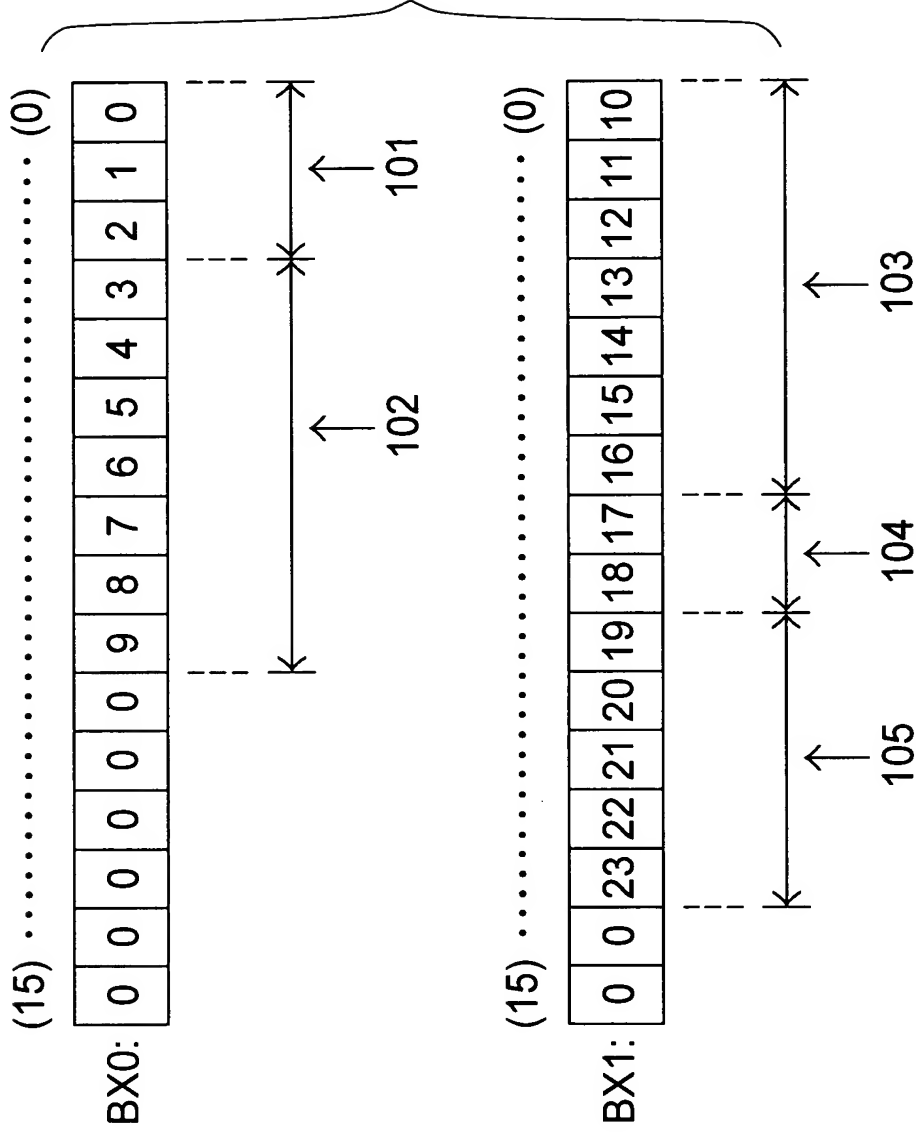 (15) ................ (0)
BX0: 0 0 0 0 0 0 9 8 7 6 5 4 3 2 1 0
102 101
(15) ................ (0)
BX1: 0 0 23 22 21 20 19 18 17 16 15 14 13 12 11 10
105 104 103